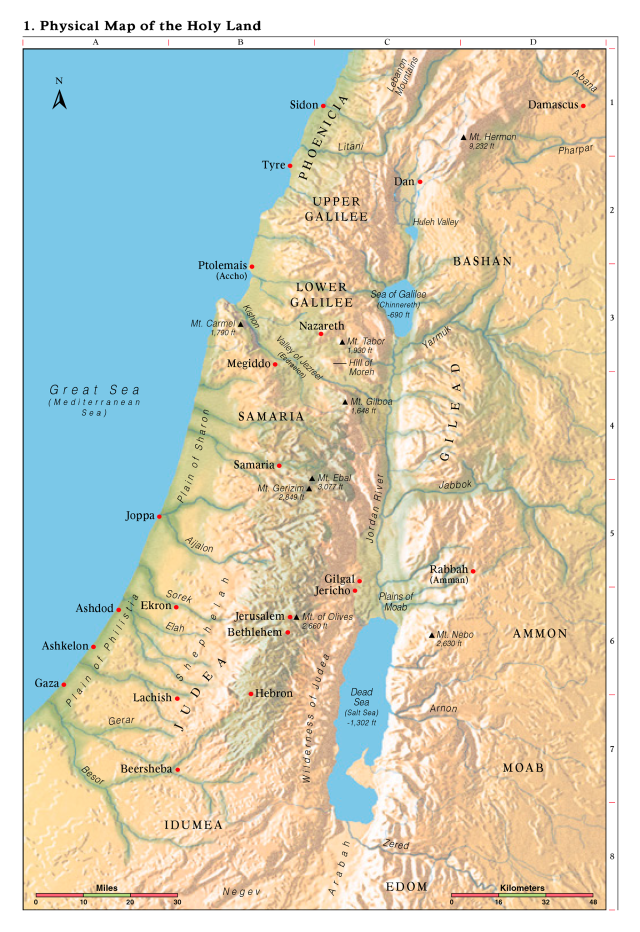 1. Physical Map of the Holy Land
A B C D
N
1
2
3
4
5
6
7
8
Lebanon
Mountains
Abana
Sidon
Damascus
PHOENICIA
Mt. Hermon
9,232 ft
Litani
Pharpar
Tyre
Dan
UPPER
GALILEE
Huleh Valley
BASHAN
Ptolemais
(Accho)
LOWER
GALILEE
Sea of Galilee
(Chinnereth)
-690 ft
Kishon
Mt. Carmel
1,790 ft
Nazareth
Mt. Tabor
1,930 ft
Yarmuk
Valley of Jezreel
(Esdraelon)
Megiddo
Hill of
Moreh
Great Sea
(Mediterranean
Sea)
Mt. Gilboa
1,648 ft
GILEAD
SAMARIA
Plain of Sharon
Samaria
Mt. Ebal
3,077 ft
Mt. Gerizim
2,849 ft
Jabbok
Jordan River
Joppa
Aijalon
Rabbah
(Amman)
Gilgal
Jericho
Plains of
Moab
Sorek
Ekron
Ashdod
Jerusalem
Mt. of Olives
2,660 ft
Elah
Bethlehem
Mt. Nebo
2,630 ft
AMMON
Ashkelon
Plain of Philistia
Shephelah
Gaza
Lachish
JUDEA
Hebron
Dead
Sea
(Salt Sea)
-1,302 ft
Wilderness of Judea
Arnon
Gerar
Besor
Beersheba
MOAB
IDUMEA
Zered
Arabah
Negev
EDOM
Miles
0 10 20 30
Kilometers
0 16 32 48